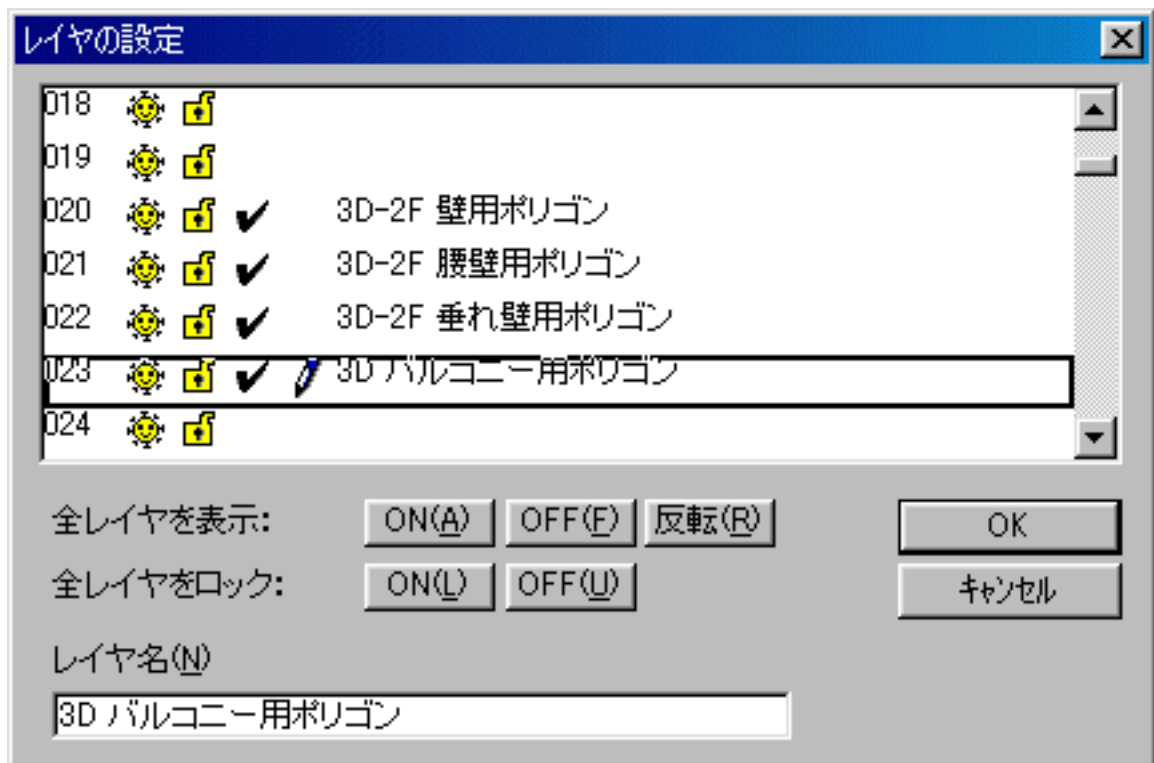 レイヤの設定
018
019
020 3D-2F 壁用ポリゴン
021 3D-2F 腰壁用ポリゴン
022 3D-2F 垂れ壁用ポリゴン
023 3D バルコニー用ポリゴン
024
全レイヤを表示: ON(A) OFF(F) 反転(R) OK
全レイヤをロック: ON(L) OFF(U) キャンセル
レイヤ名(N)
3D バルコニー用ポリゴン